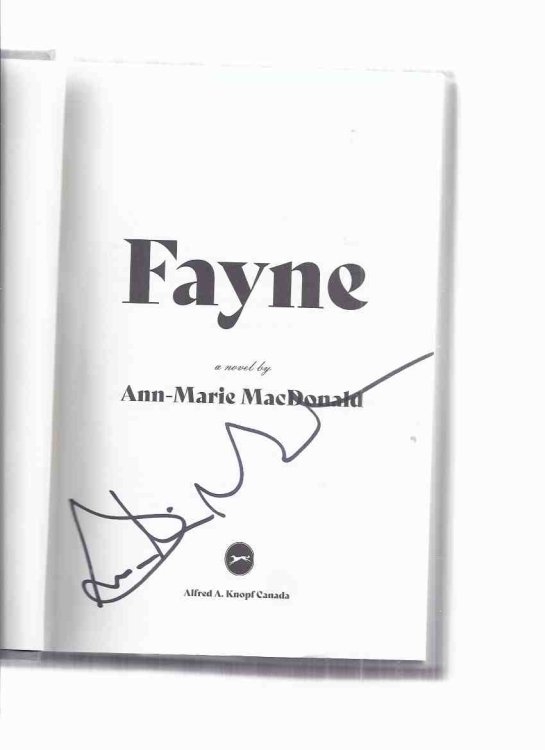 Fayne
a novel by
Ann-Marie MacDonald
Alfred A. Knopf Canada